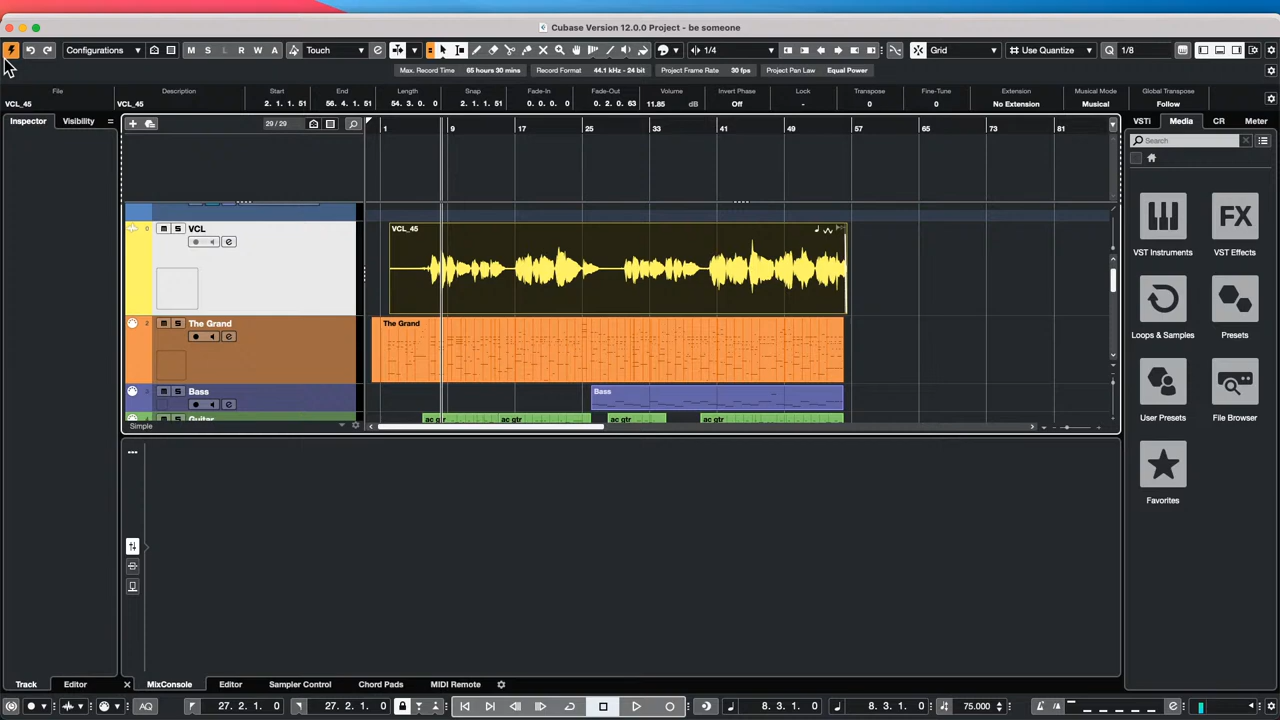 Cubase Version 12.0.0 Project - be someone
Configurations M S L R W A Touch 1/4 Grid Use Quantize Q 1/8
Max. Record Time 65 hours 30 mins Record Format 44.1 kHz - 24 bit Project Frame Rate 30 fps Project Pan Law Equal Power
File Description Start End Length Snap Fade-In Fade-Out Volume Invert Phase Lock Fine-Tune Extension Musical Mode Global Transpose
Transpose
VCL_45 VCL_45 2. 1. 1. 51 56. 4. 1. 51 54. 3. 0. 0 2. 1. 1. 51 0. 0. 0. 0 0. 2. 0. 63 11.85 dB Off - 0 0 No Extension Musical Follow
Inspector Visibility 29 / 29 1 9 17 25 33 41 49 57 65 73 81 VSTi Media CR Meter
Search
0 M S VCL e
VCL_45
VST Instruments FX VST Effects
2 M S The Grand e
The Grand
Loops & Samples Presets
3 M S Bass e
Bass
User Presets File Browser
4 M S Guitar
ac gtr ac gtr ac gtr ac gtr
Simple
Favorites
Track Editor MixConsole Editor Sampler Control Chord Pads MIDI Remote
AQ 27. 2. 1. 0 27. 2. 1. 0 8. 3. 1. 0 8. 3. 1. 0 75.000